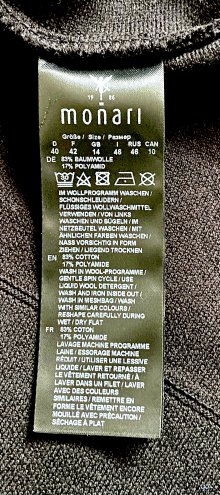 monari
19 86
Größe / Size / Размер
D F GB I RUS CAN
40 42 14 46 46 10
DE 83% BAUMWOLLE
17% POLYAMID
IM WOLLPROGRAMM WASCHEN /
SCHONSCHLEUDERN /
FLÜSSIGES WOLLWASCHMITTEL
VERWENDEN / VON LINKS
WASCHEN UND BÜGELN / IM
NETZBEUTEL WASCHEN / MIT
ÄHNLICHEN FARBEN WASCHEN /
NASS VORSICHTIG IN FORM
ZIEHEN / LIEGEND TROCKNEN
EN 83% COTTON
17% POLYAMIDE
WASH IN WOOL-PROGRAMME /
GENTLE SPIN CYCLE / USE
LIQUID WOOL DETERGENT /
WASH AND IRON INSIDE OUT
WASH IN MESHBAG / WASH
WITH SIMILAR COLOURS /
RESHAPE CAREFULLY DURING
WET / DRY FLAT
FR 83% COTON
17% POLYAMIDE
LAVAGE MACHINE PROGRAMME
LAINE / ESSORAGE MACHINE
RÉDUIT / UTILISER UNE LESSIVE
LIQUIDE / LAVER ET REPASSER
LE VÊTEMENT RETOURNÉ / À
LAVER DANS UN FILET / LAVER
AVEC DES COULEURS
SIMILAIRES / REMETTRE EN
FORME LE VÊTEMENT ENCORE
MOUILLÉ AVEC PRÉCAUTION /
SÉCHAGE À PLAT